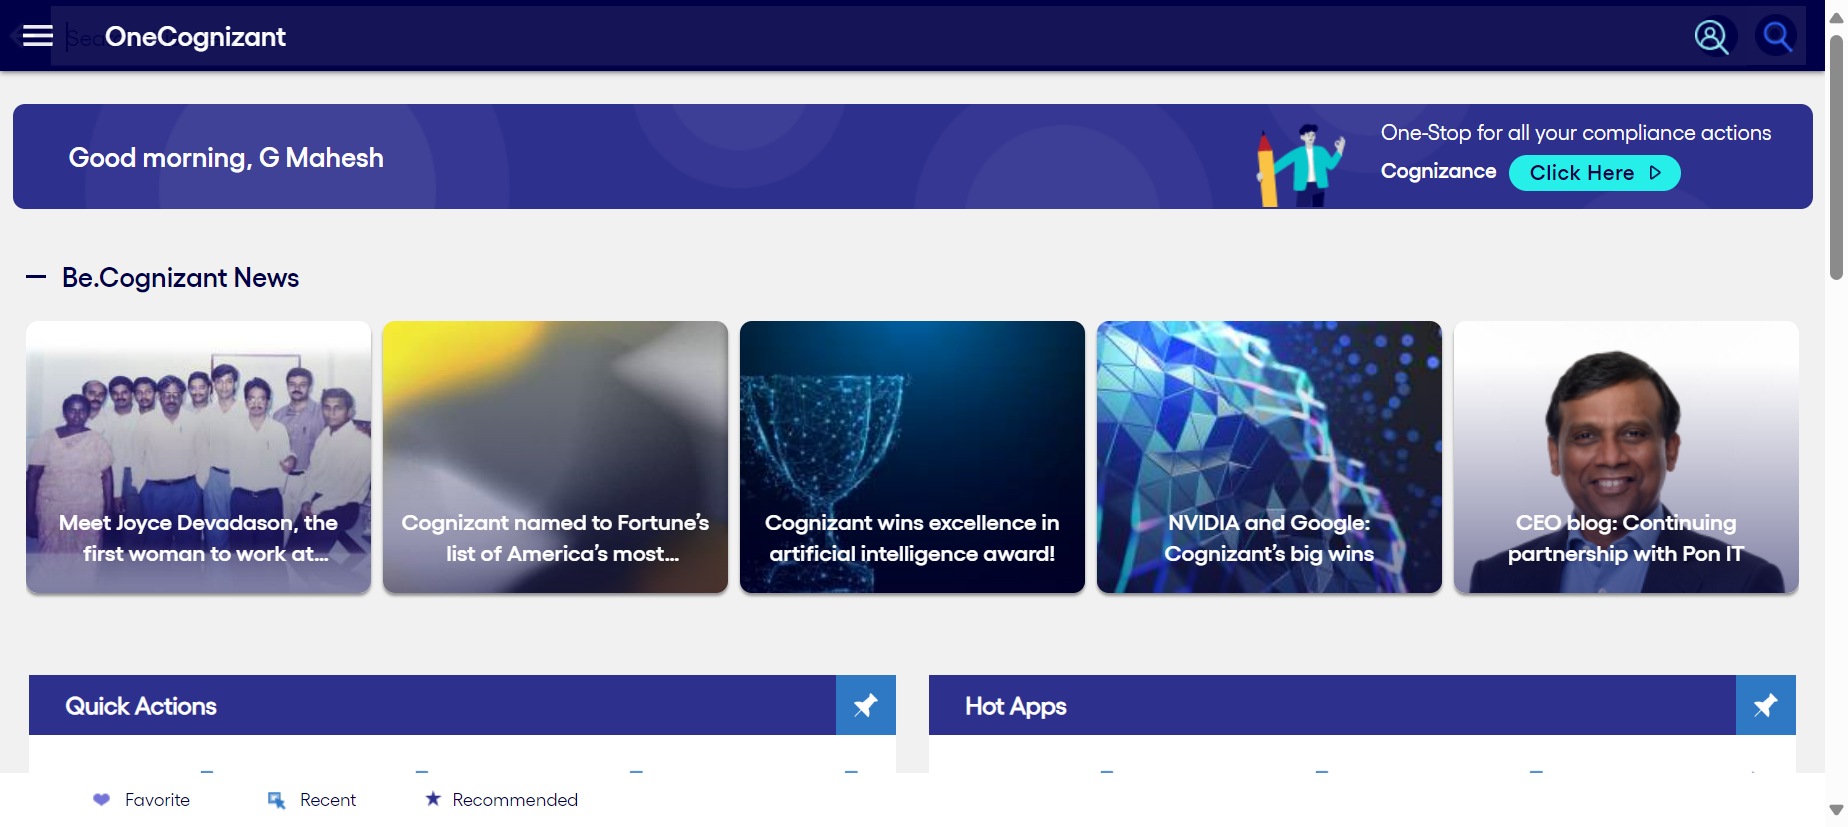 OneCognizant
Good morning, G Mahesh
One-Stop for all your compliance actions
Cognizance
Click Here
Be.Cognizant News
Meet Joyce Devadason, the
first woman to work at...
Cognizant named to Fortune’s
list of America’s most...
Cognizant wins excellence in
artificial intelligence award!
NVIDIA and Google:
Cognizant’s big wins
CEO blog: Continuing
partnership with Pon IT
Quick Actions
Hot Apps
Favorite
Recent
Recommended